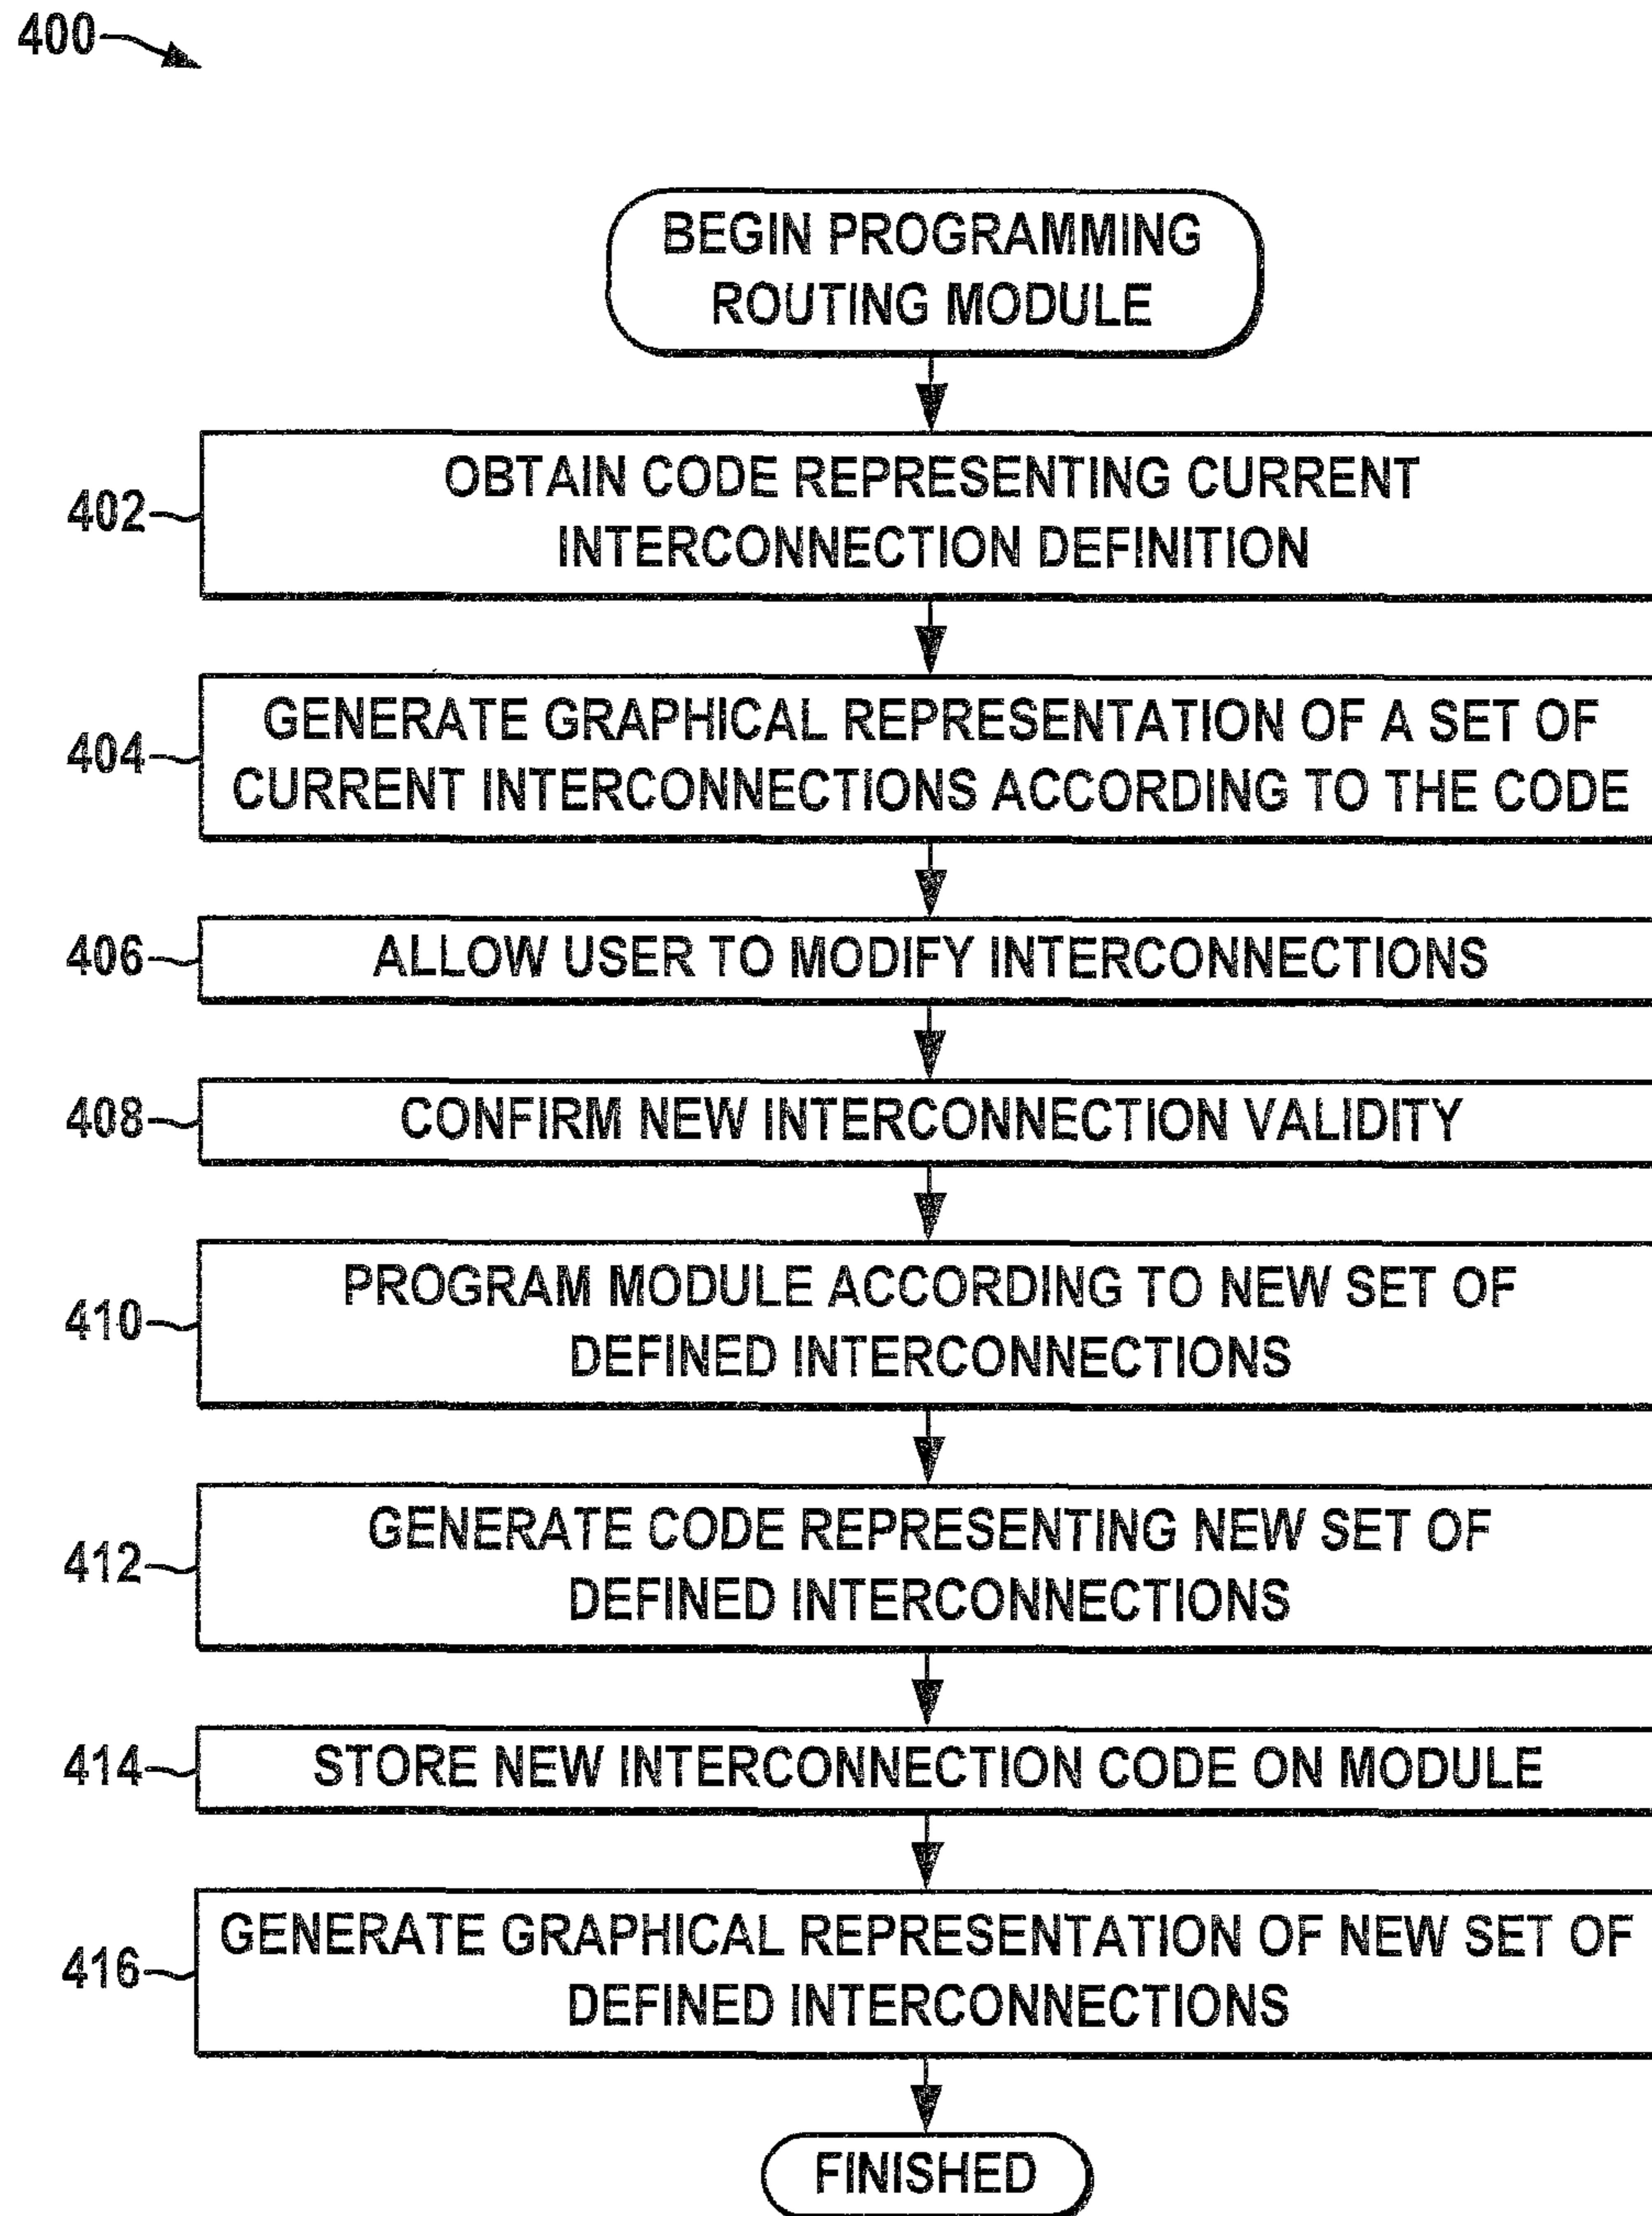 400
BEGIN PROGRAMMING
ROUTING MODULE
402
OBTAIN CODE REPRESENTING CURRENT
INTERCONNECTION DEFINITION
404
GENERATE GRAPHICAL REPRESENTATION OF A SET OF
CURRENT INTERCONNECTIONS ACCORDING TO THE CODE
406
ALLOW USER TO MODIFY INTERCONNECTIONS
408
CONFIRM NEW INTERCONNECTION VALIDITY
410
PROGRAM MODULE ACCORDING TO NEW SET OF
DEFINED INTERCONNECTIONS
412
GENERATE CODE REPRESENTING NEW SET OF
DEFINED INTERCONNECTIONS
414
STORE NEW INTERCONNECTION CODE ON MODULE
416
GENERATE GRAPHICAL REPRESENTATION OF NEW SET OF
DEFINED INTERCONNECTIONS
FINISHED